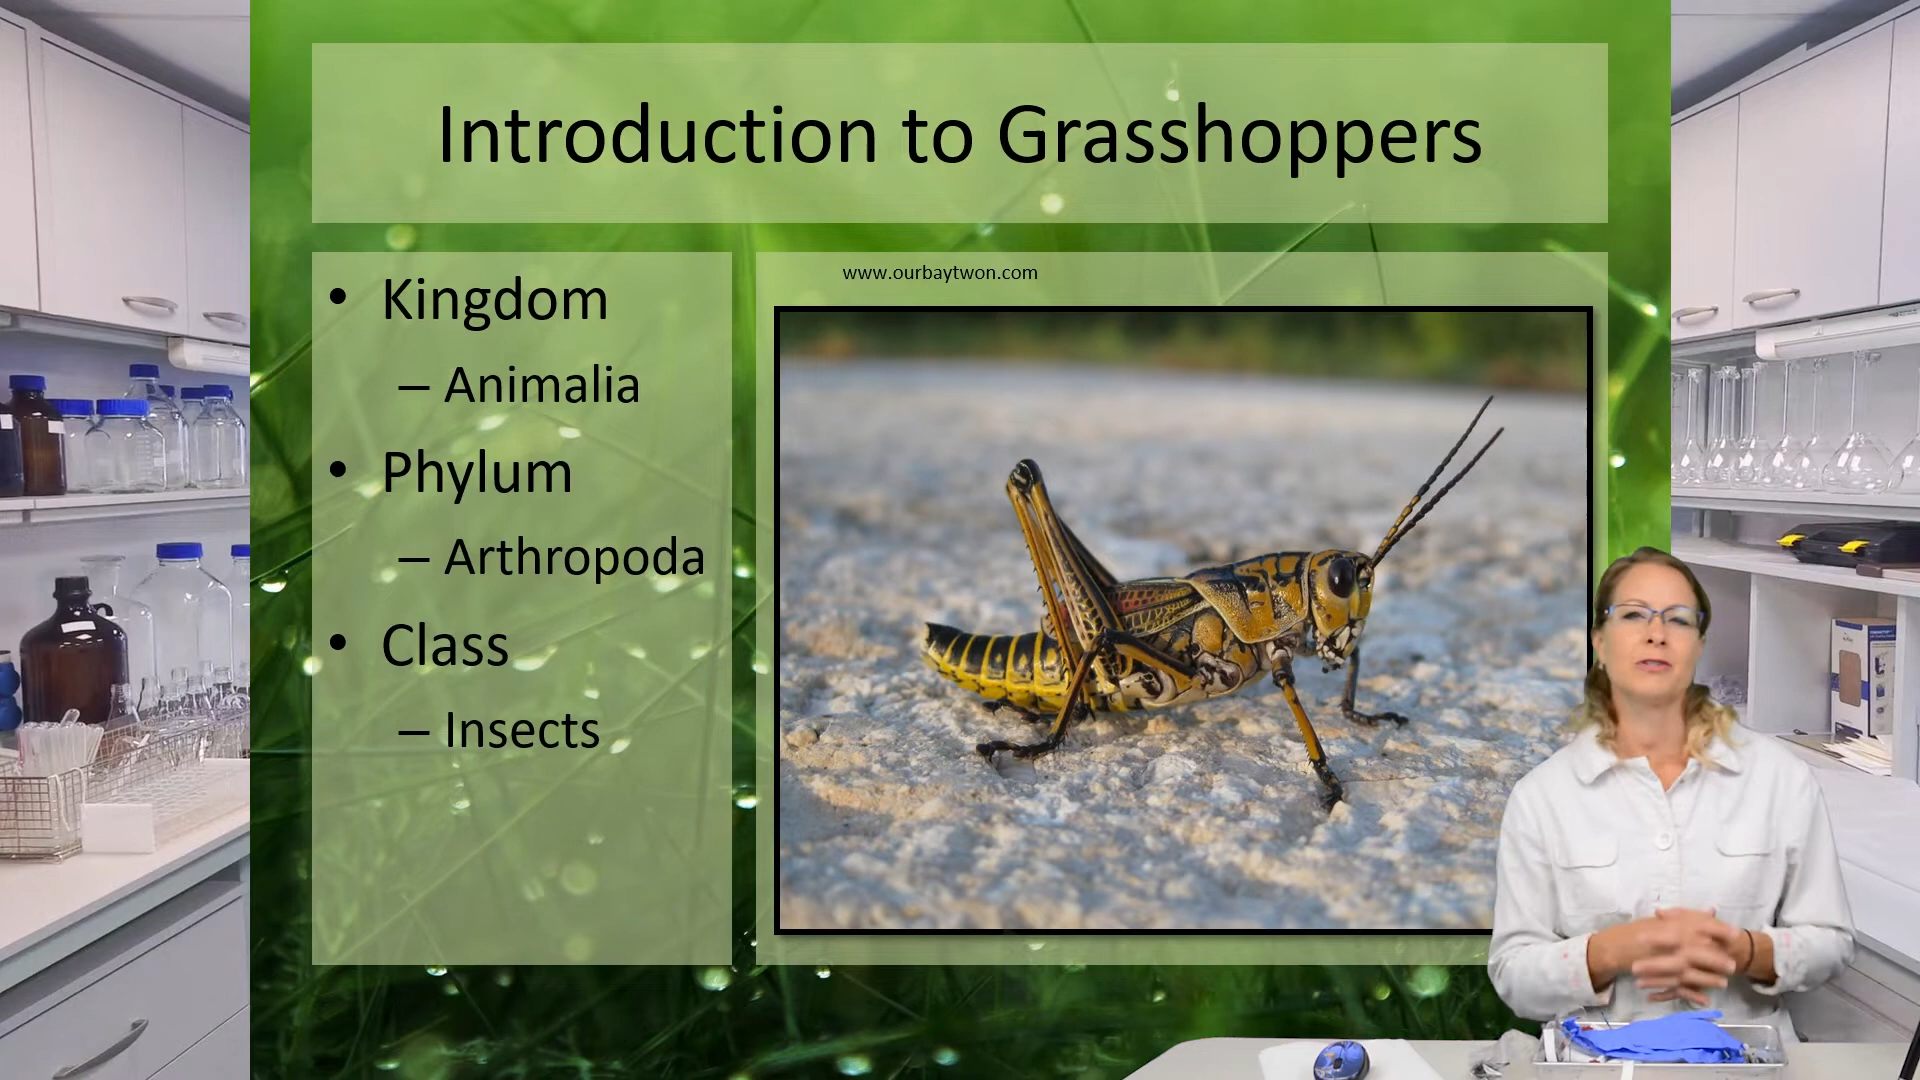 Introduction to Grasshoppers
• Kingdom
– Animalia
• Phylum
– Arthropoda
• Class
– Insects
www.ourbaytwon.com